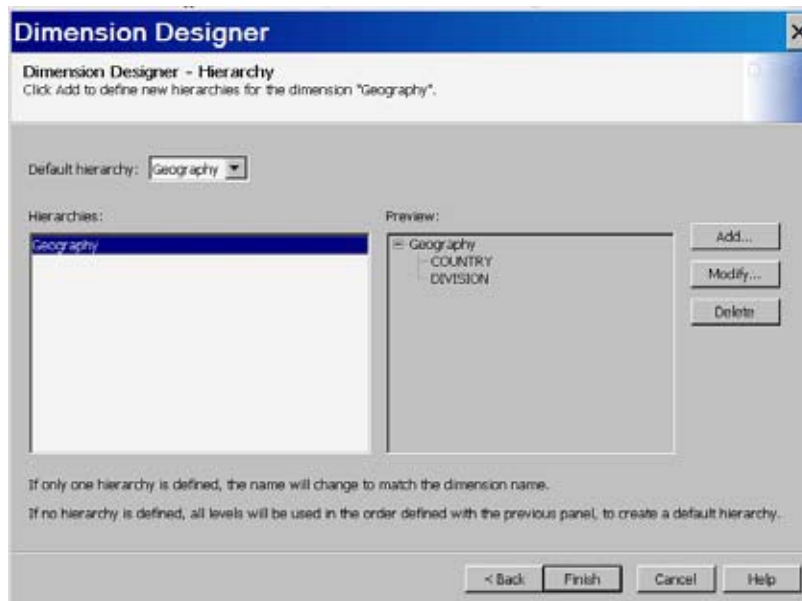 Dimension Designer
Dimension Designer - Hierarchy
Click Add to define new hierarchies for the dimension "Geography".
Default hierarchy: Geography
Hierarchies:
Preview:
Geography
Geography
COUNTRY
DIVISION
Add...
Modify...
Delete
If only one hierarchy is defined, the name will change to match the dimension name.
If no hierarchy is defined, all levels will be used in the order defined with the previous panel, to create a default hierarchy.
< Back Finish Cancel Help